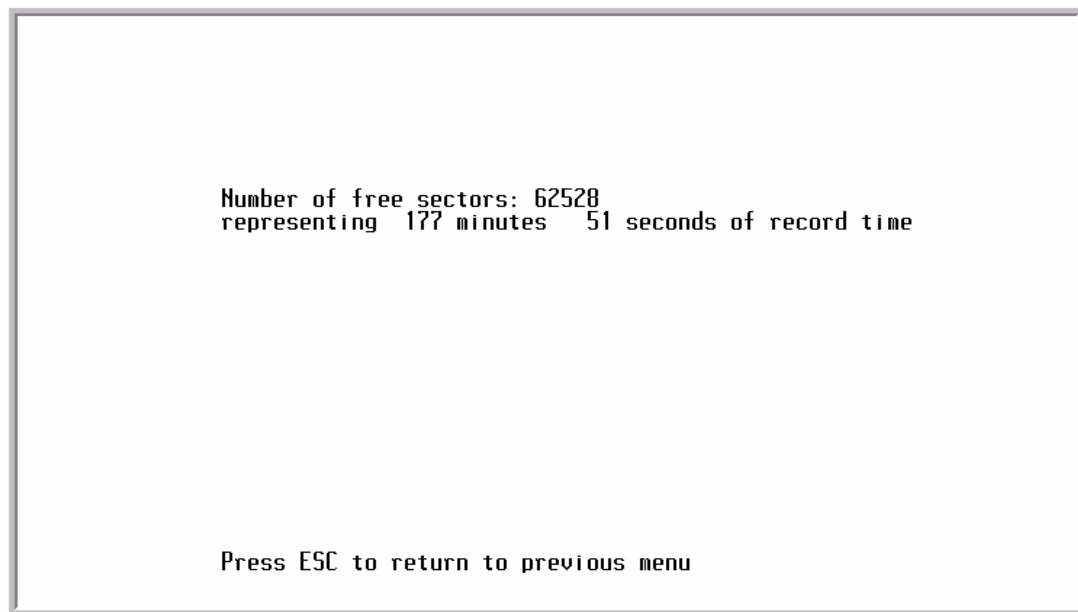 Number of free sectors: 62528
representing  177 minutes   51 seconds of record time
Press ESC to return to previous menu